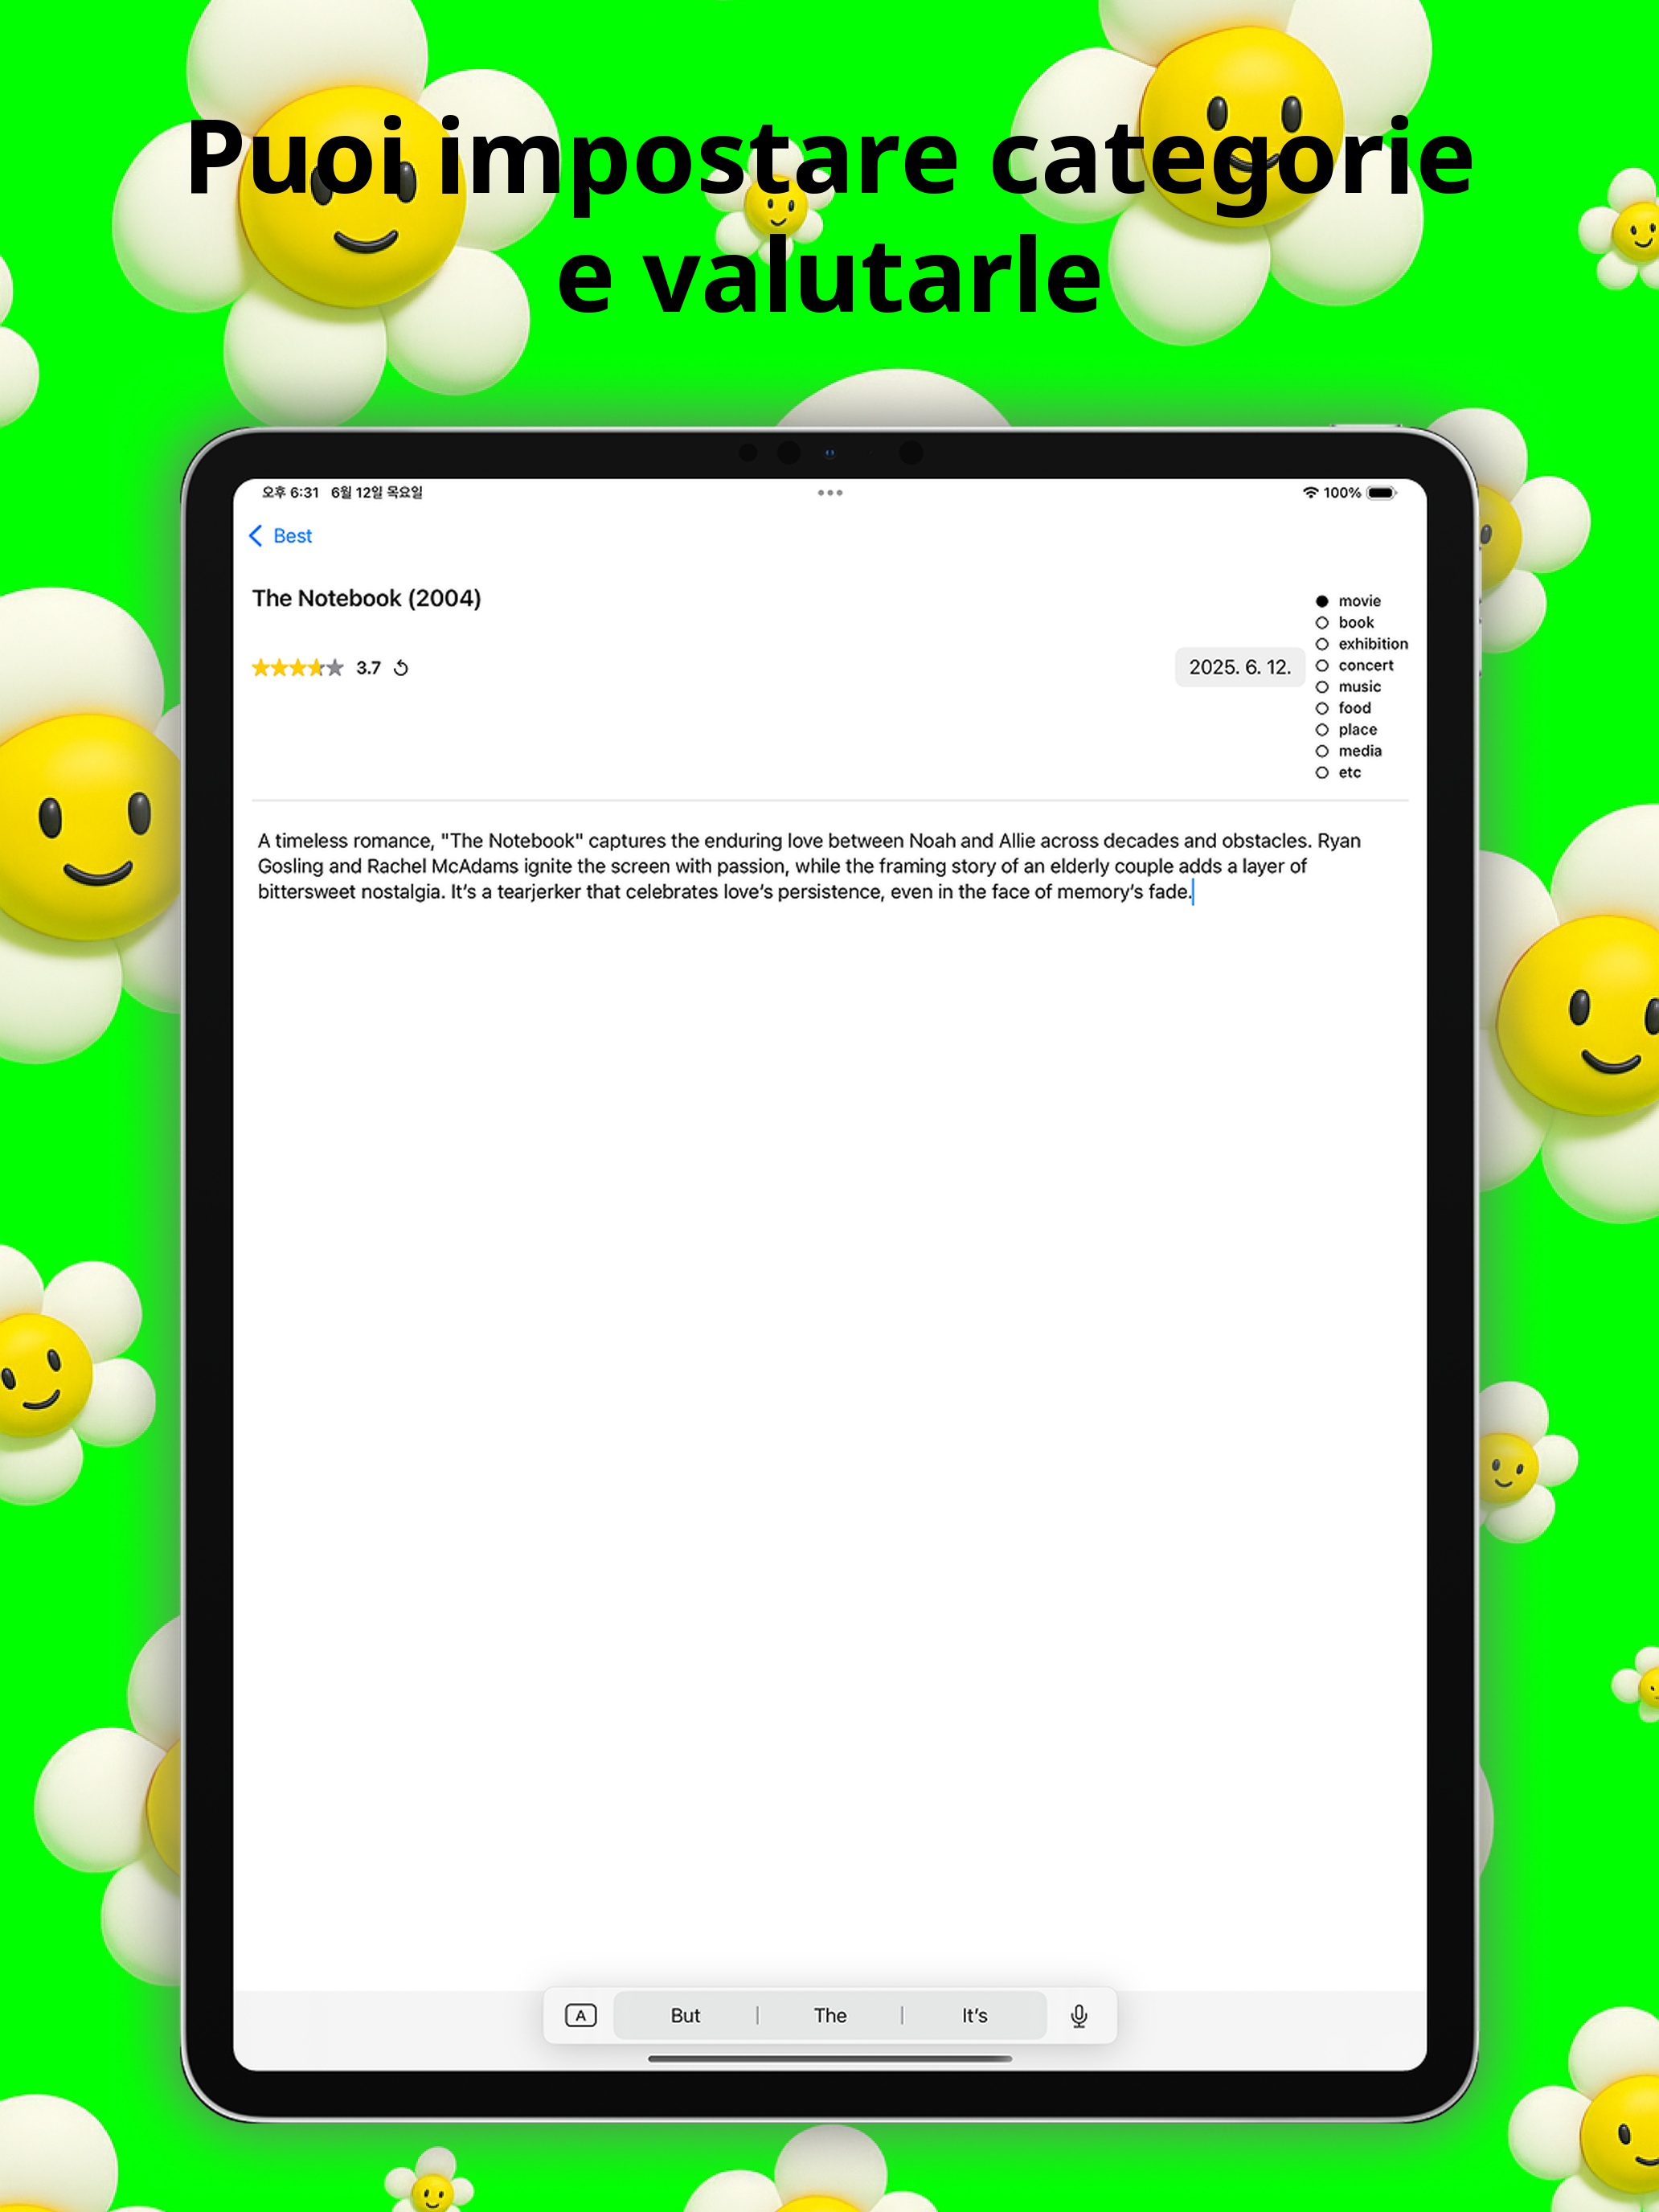 Puoi impostare categorie
e valutarle
오후 6:31 6월 12일 목요일
100%
Best
The Notebook (2004)
3.7
2025. 6. 12.
movie
book
exhibition
concert
music
food
place
media
etc
A timeless romance, "The Notebook" captures the enduring love between Noah and Allie across decades and obstacles. Ryan
Gosling and Rachel McAdams ignite the screen with passion, while the framing story of an elderly couple adds a layer of
bittersweet nostalgia. It’s a tearjerker that celebrates love’s persistence, even in the face of memory’s fade.
A But The It’s